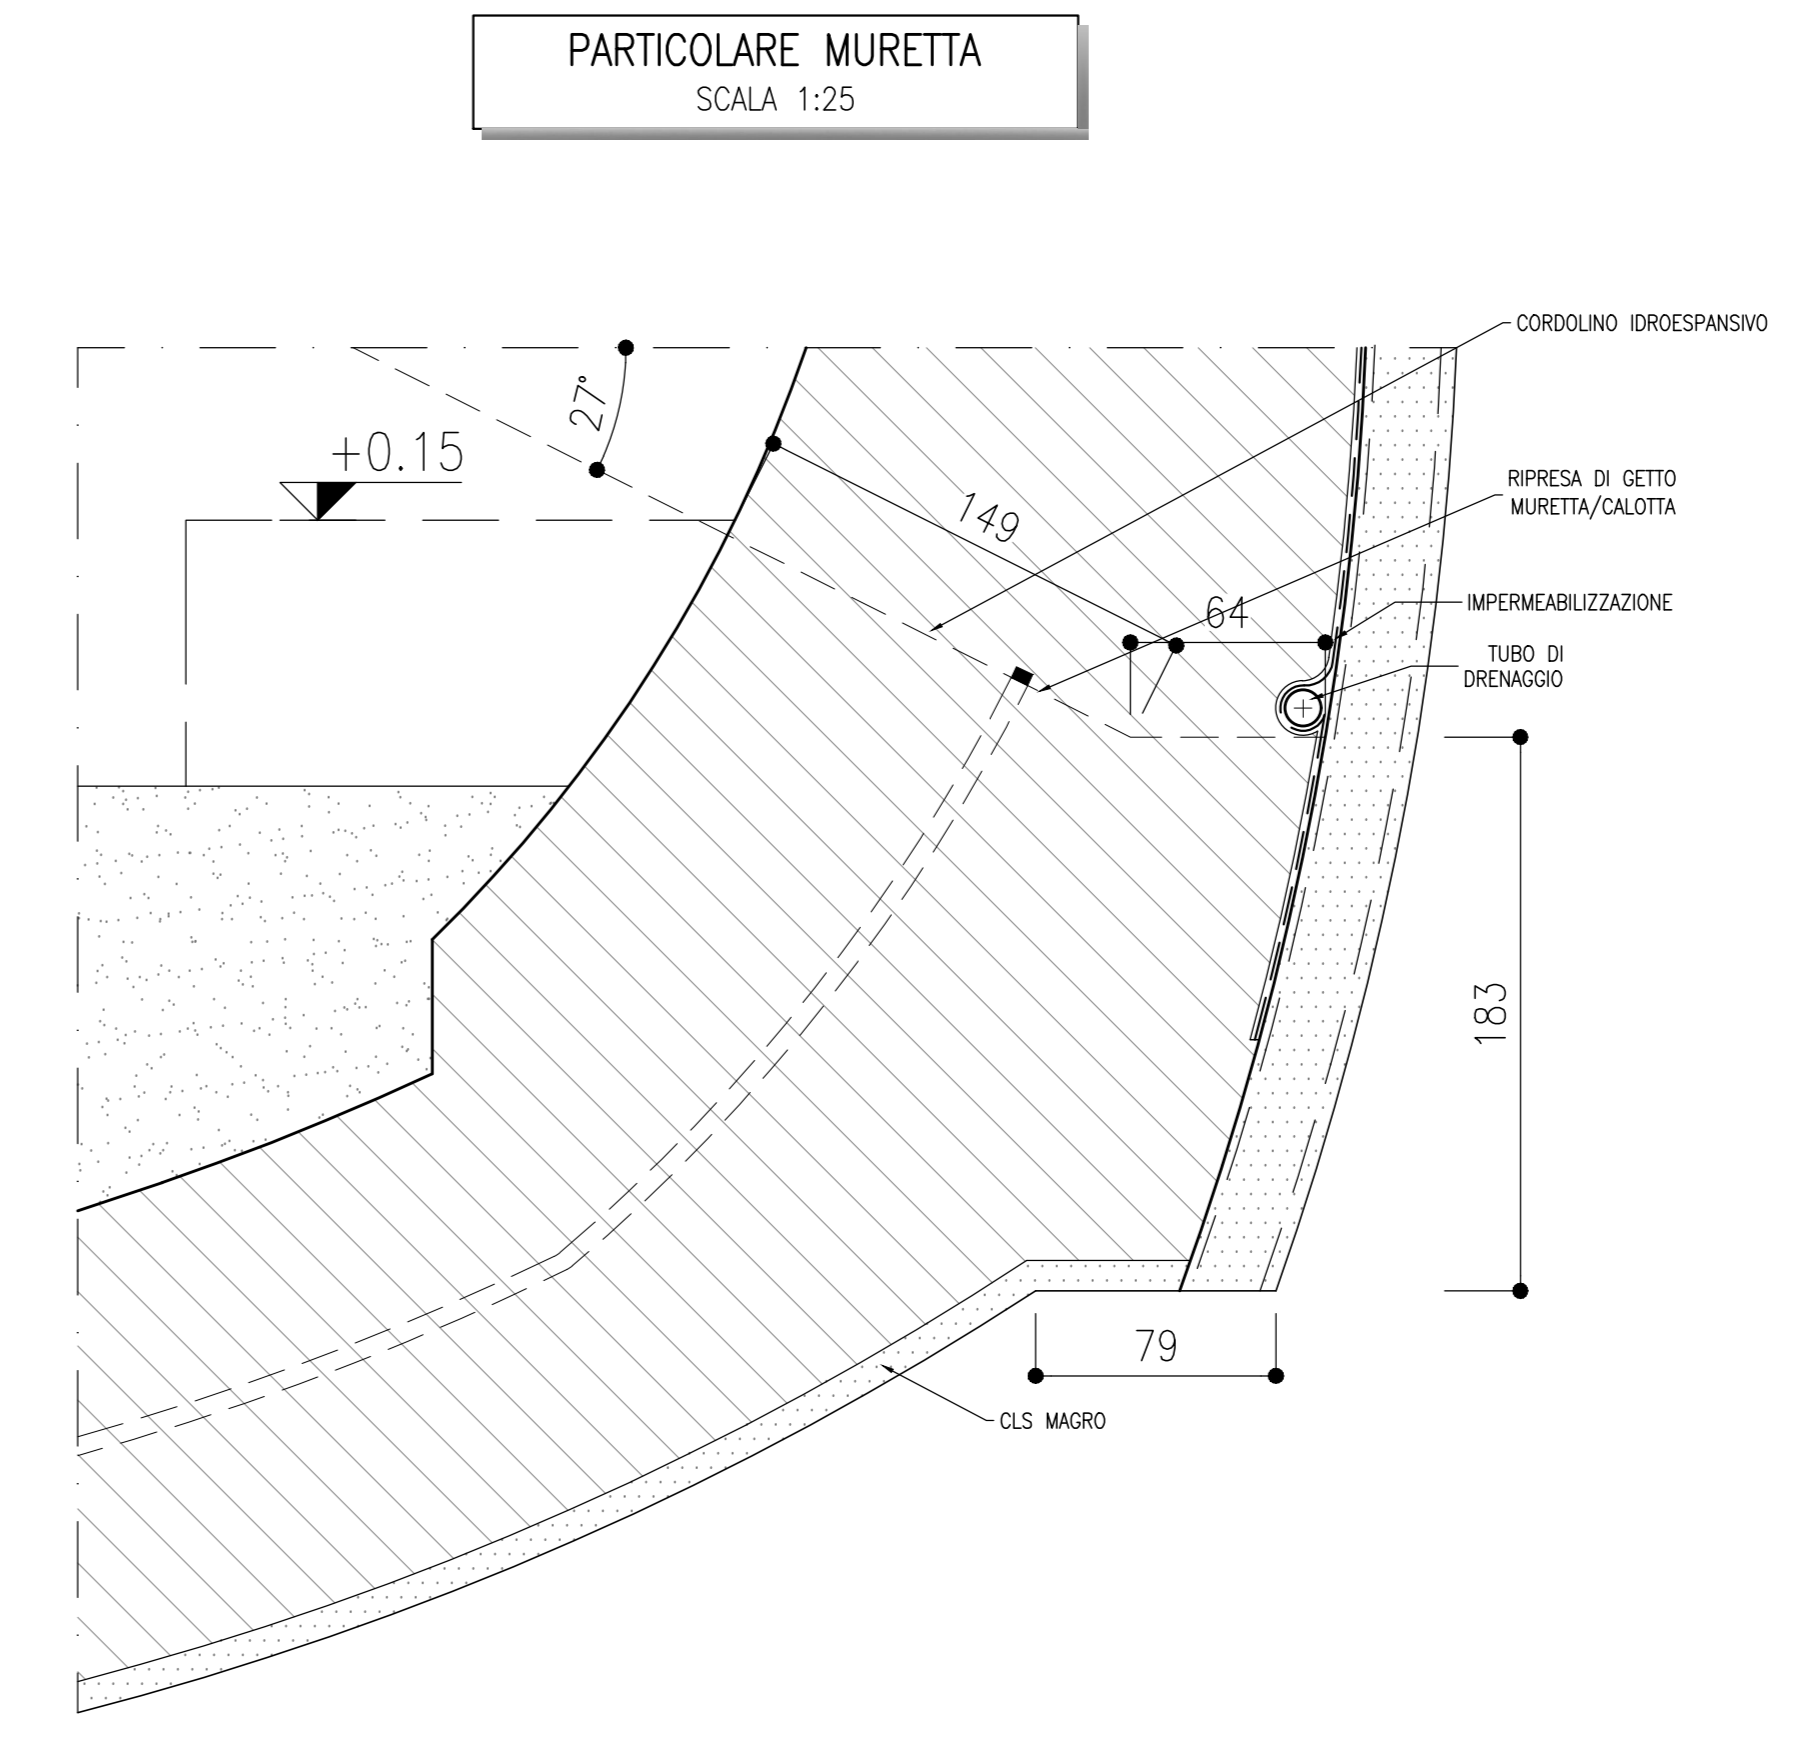 PARTICOLARE MURETTA
SCALA 1:25
CORDOLINO IDROESPANSIVO
27°
+0.15
149
RIPRESA DI GETTO
MURETTA/CALOTTA
64
IMPERMEABILIZZAZIONE
TUBO DI
DRENAGGIO
183
79
CLS MAGRO